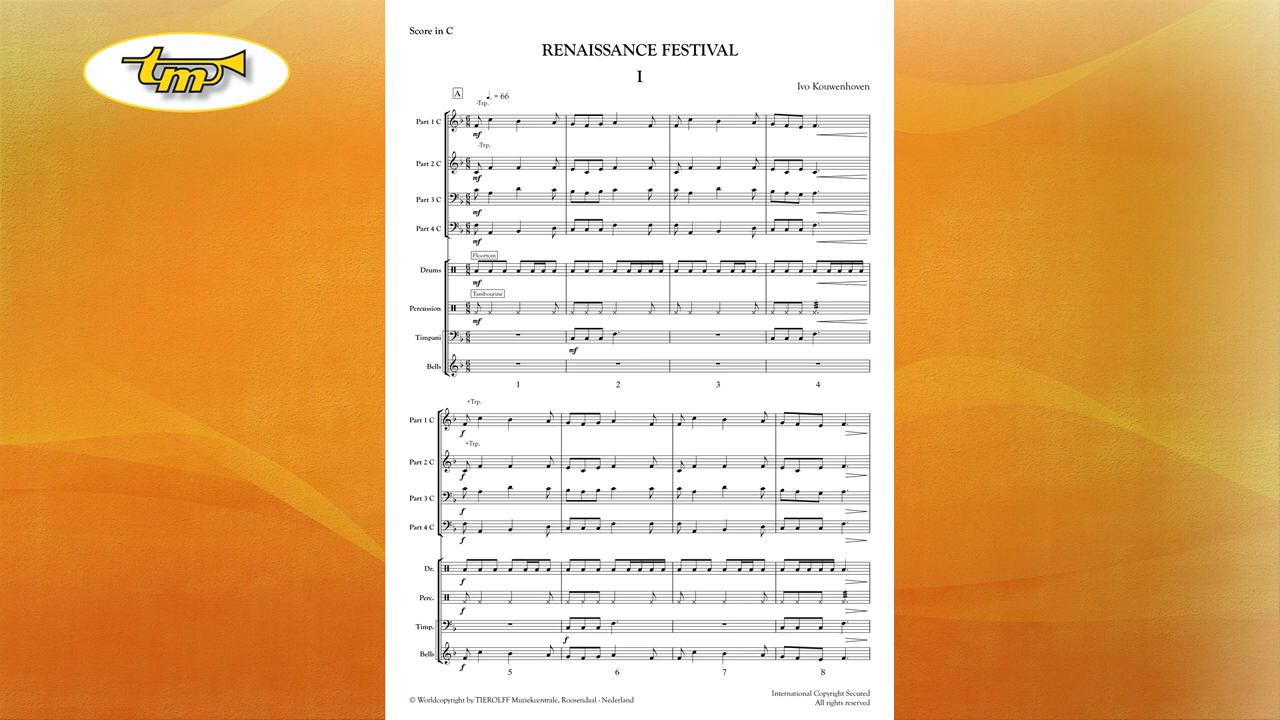 tm
Score in C
RENAISSANCE FESTIVAL
I
Ivo Kouwenhoven
A ♩. = 66
-Trp.
Part 1 C
mf
-Trp.
Part 2 C
mf
Part 3 C
mf
Part 4 C
mf
Floortom
Drums
mf
Tambourine
Percussion
mf
Timpani
mf
Bells
1 2 3 4
+Trp.
Part 1 C
f
+Trp.
Part 2 C
f
Part 3 C
f
Part 4 C
f
Dr.
f
Perc.
f
Timp.
f
Bells
f
5 6 7 8
© Worldcopyright by TIEROLFF Muziekcentrale, Roosendaal - Nederland
International Copyright Secured
All rights reserved